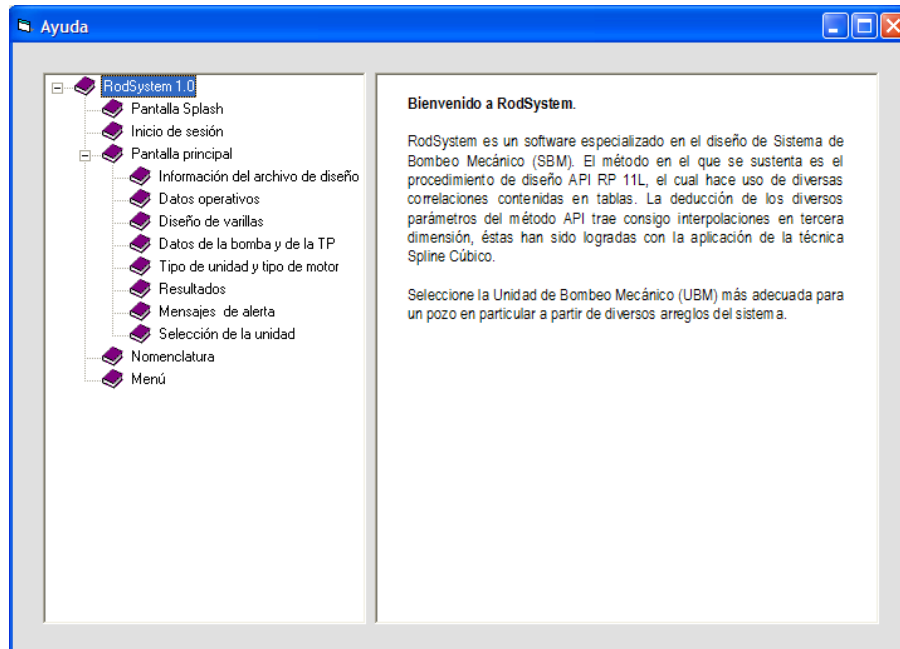 Ayuda
RodSystem 1.0
Pantalla Splash
Inicio de sesión
Pantalla principal
Información del archivo de diseño
Datos operativos
Diseño de varillas
Datos de la bomba y de la TP
Tipo de unidad y tipo de motor
Resultados
Mensajes de alerta
Selección de la unidad
Nomenclatura
Menú
Bienvenido a RodSystem.
RodSystem es un software especializado en el diseño de Sistema de
Bombeo Mecánico (SBM). El método en el que se sustenta es el
procedimiento de diseño API RP 11L, el cual hace uso de diversas
correlaciones contenidas en tablas. La deducción de los diversos
parámetros del método API trae consigo interpolaciones en tercera
dimensión, éstas han sido logradas con la aplicación de la técnica
Spline Cúbico.
Seleccione la Unidad de Bombeo Mecánico (UBM) más adecuada para
un pozo en particular a partir de diversos arreglos del sistema.